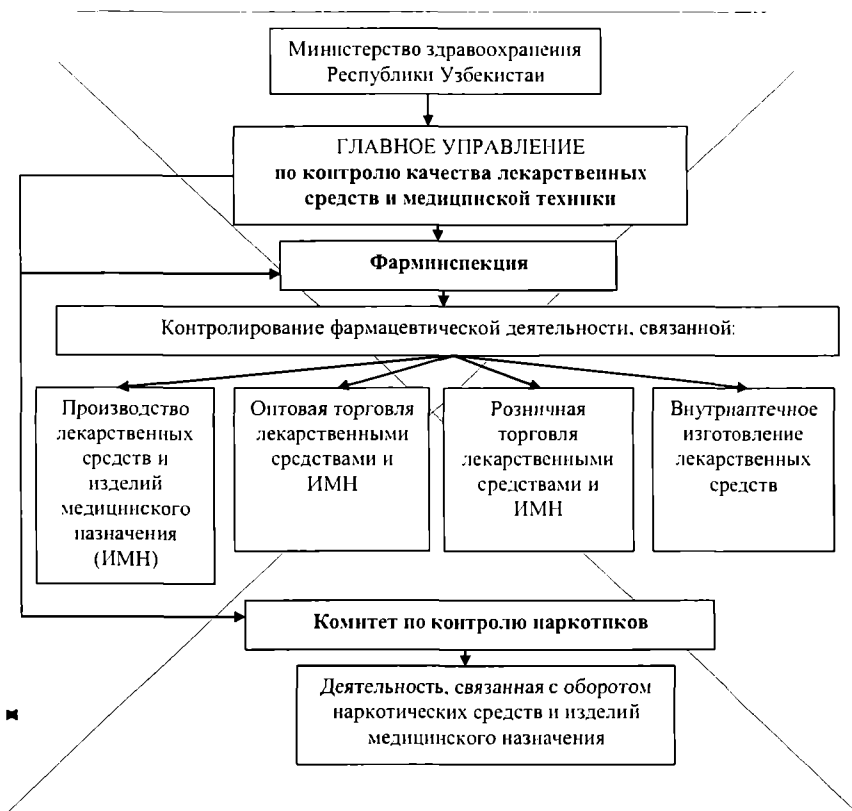 Министерство здравоохранения
Республики Узбекистан
ГЛАВНОЕ УПРАВЛЕНИЕ
по контролю качества лекарственных
средств и медицинской техники
Фарминспекция
Контролирование фармацевтической деятельности, связанной:
Производство
лекарственных
средств и
изделий
медицинского
назначения
(ИМН)
Оптовая торговля
лекарственными
средствами и
ИМН
Розничная
торговля
лекарственными
средствами и
ИМН
Внутриаптечное
изготовление
лекарственных
средств
Комитет по контролю наркотиков
Деятельность, связанная с оборотом
наркотических средств и изделий
медицинского назначения